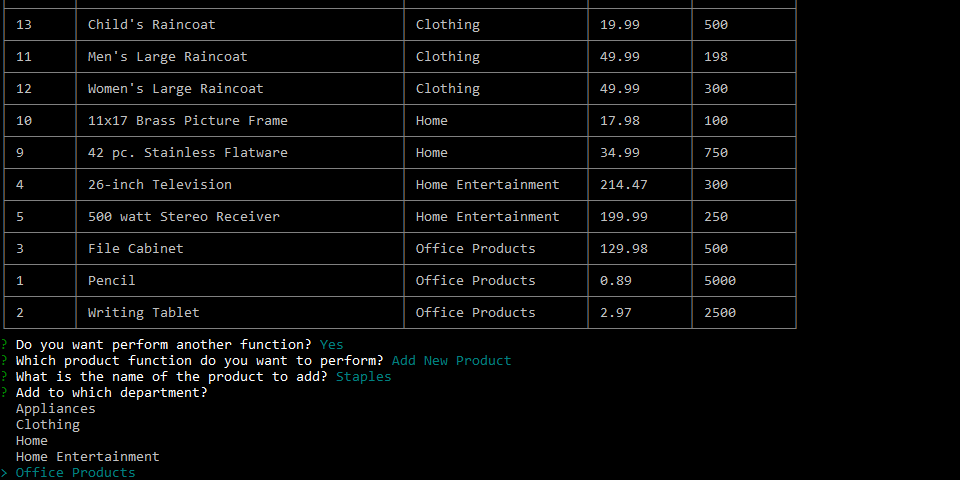 13 Child's Raincoat Clothing 19.99 500
11 Men's Large Raincoat Clothing 49.99 198
12 Women's Large Raincoat Clothing 49.99 300
10 11x17 Brass Picture Frame Home 17.98 100
9 42 pc. Stainless Flatware Home 34.99 750
4 26-inch Television Home Entertainment 214.47 300
5 500 watt Stereo Receiver Home Entertainment 199.99 250
3 File Cabinet Office Products 129.98 500
1 Pencil Office Products 0.89 5000
2 Writing Tablet Office Products 2.97 2500
? Do you want perform another function? Yes
? Which product function do you want to perform? Add New Product
? What is the name of the product to add? Staples
? Add to which department?
Appliances
Clothing
Home
Home Entertainment
> Office Products